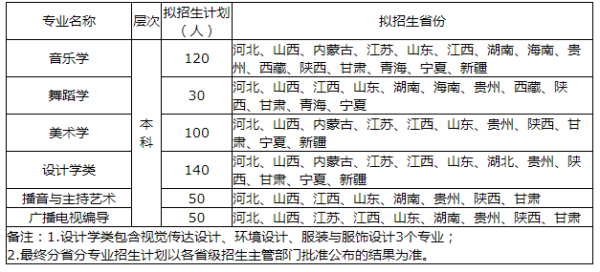 专业名称 层次 拟招生计划（人） 拟招生省份
音乐学 本科 120 河北、山西、内蒙古、江苏、山东、江西、湖南、海南、贵
州、西藏、陕西、甘肃、青海、宁夏、新疆
舞蹈学 30 河北、山西、江西、山东、湖南、海南、贵州、西藏、陕
西、甘肃、青海、宁夏
美术学 100 河北、山西、内蒙古、江苏、江西、山东、贵州、陕西、甘
肃、宁夏、新疆
设计学类 140 河北、山西、内蒙古、江苏、江西、山东、湖北、贵州、陕
西、甘肃、宁夏、新疆
播音与主持艺术 50 河北、山西、江西、山东、湖南、贵州、陕西、甘肃
广播电视编导 50 河北、山西、江苏、江西、山东、湖南、贵州、陕西、甘肃
备注：1.设计学类包含视觉传达设计、环境设计、服装与服饰设计3个专业；
2.最终分省分专业招生计划以各省级招生主管部门批准公布的结果为准。